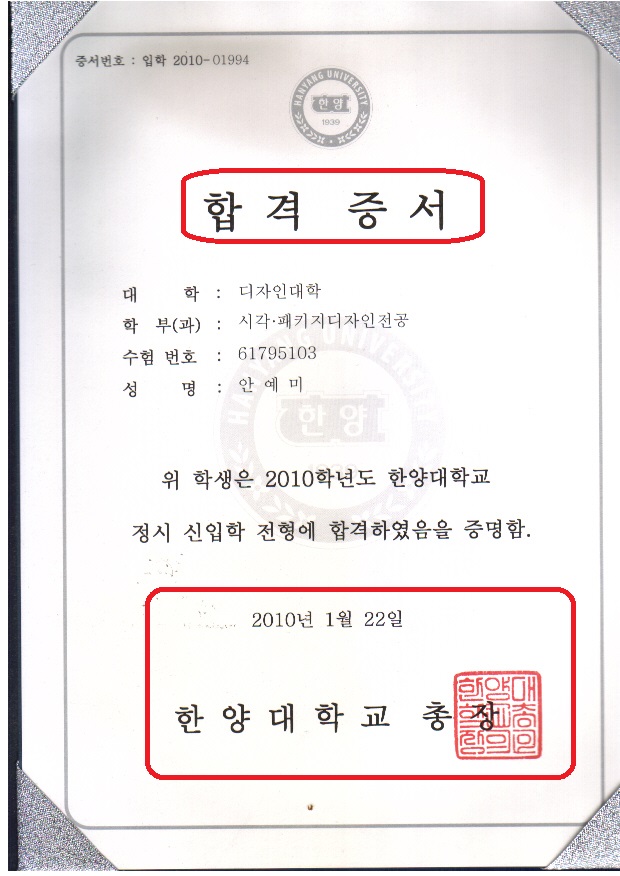 증서번호 : 입학 2010-01994
HANYANG UNIVERSITY
한양
1939
합 격 증 서
대 학 : 디자인대학
학 부(과) : 시각·패키지디자인전공
수험 번호 : 61795103
성 명 : 안 예 미
HANYANG UNIVERSITY
한양
위 학생은 2010학년도 한양대학교
정시 신입학 전형에 합격하였음을 증명함.
2010년 1월 22일
한 양 대 학 교 총 장
한양대
학교의
총장인